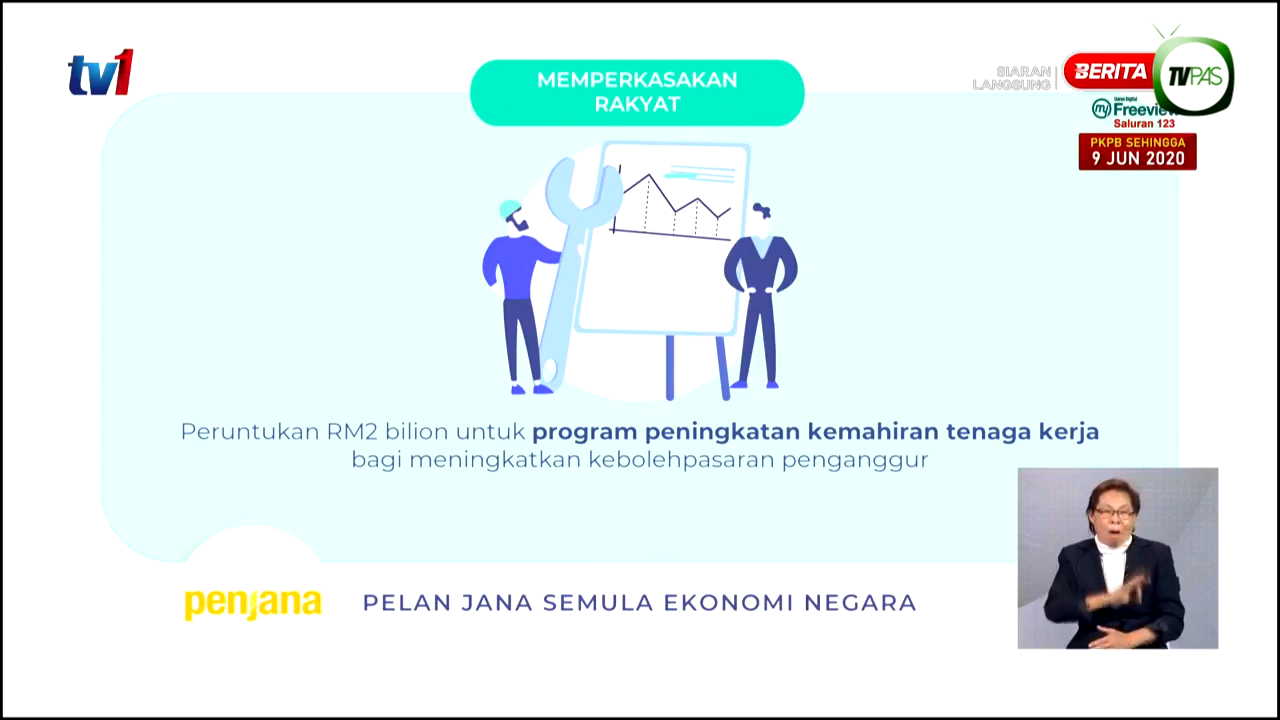 tv1
MEMPERKASAKAN
RAKYAT
SIARAN
LANGSUNG
BERITA
TVPAS
my Freeview
Saluran 123
PKPB SEHINGGA
9 JUN 2020
Peruntukan RM2 bilion untuk program peningkatan kemahiran tenaga kerja
bagi meningkatkan kebolehpasaran penganggur
penjana
PELAN JANA SEMULA EKONOMI NEGARA